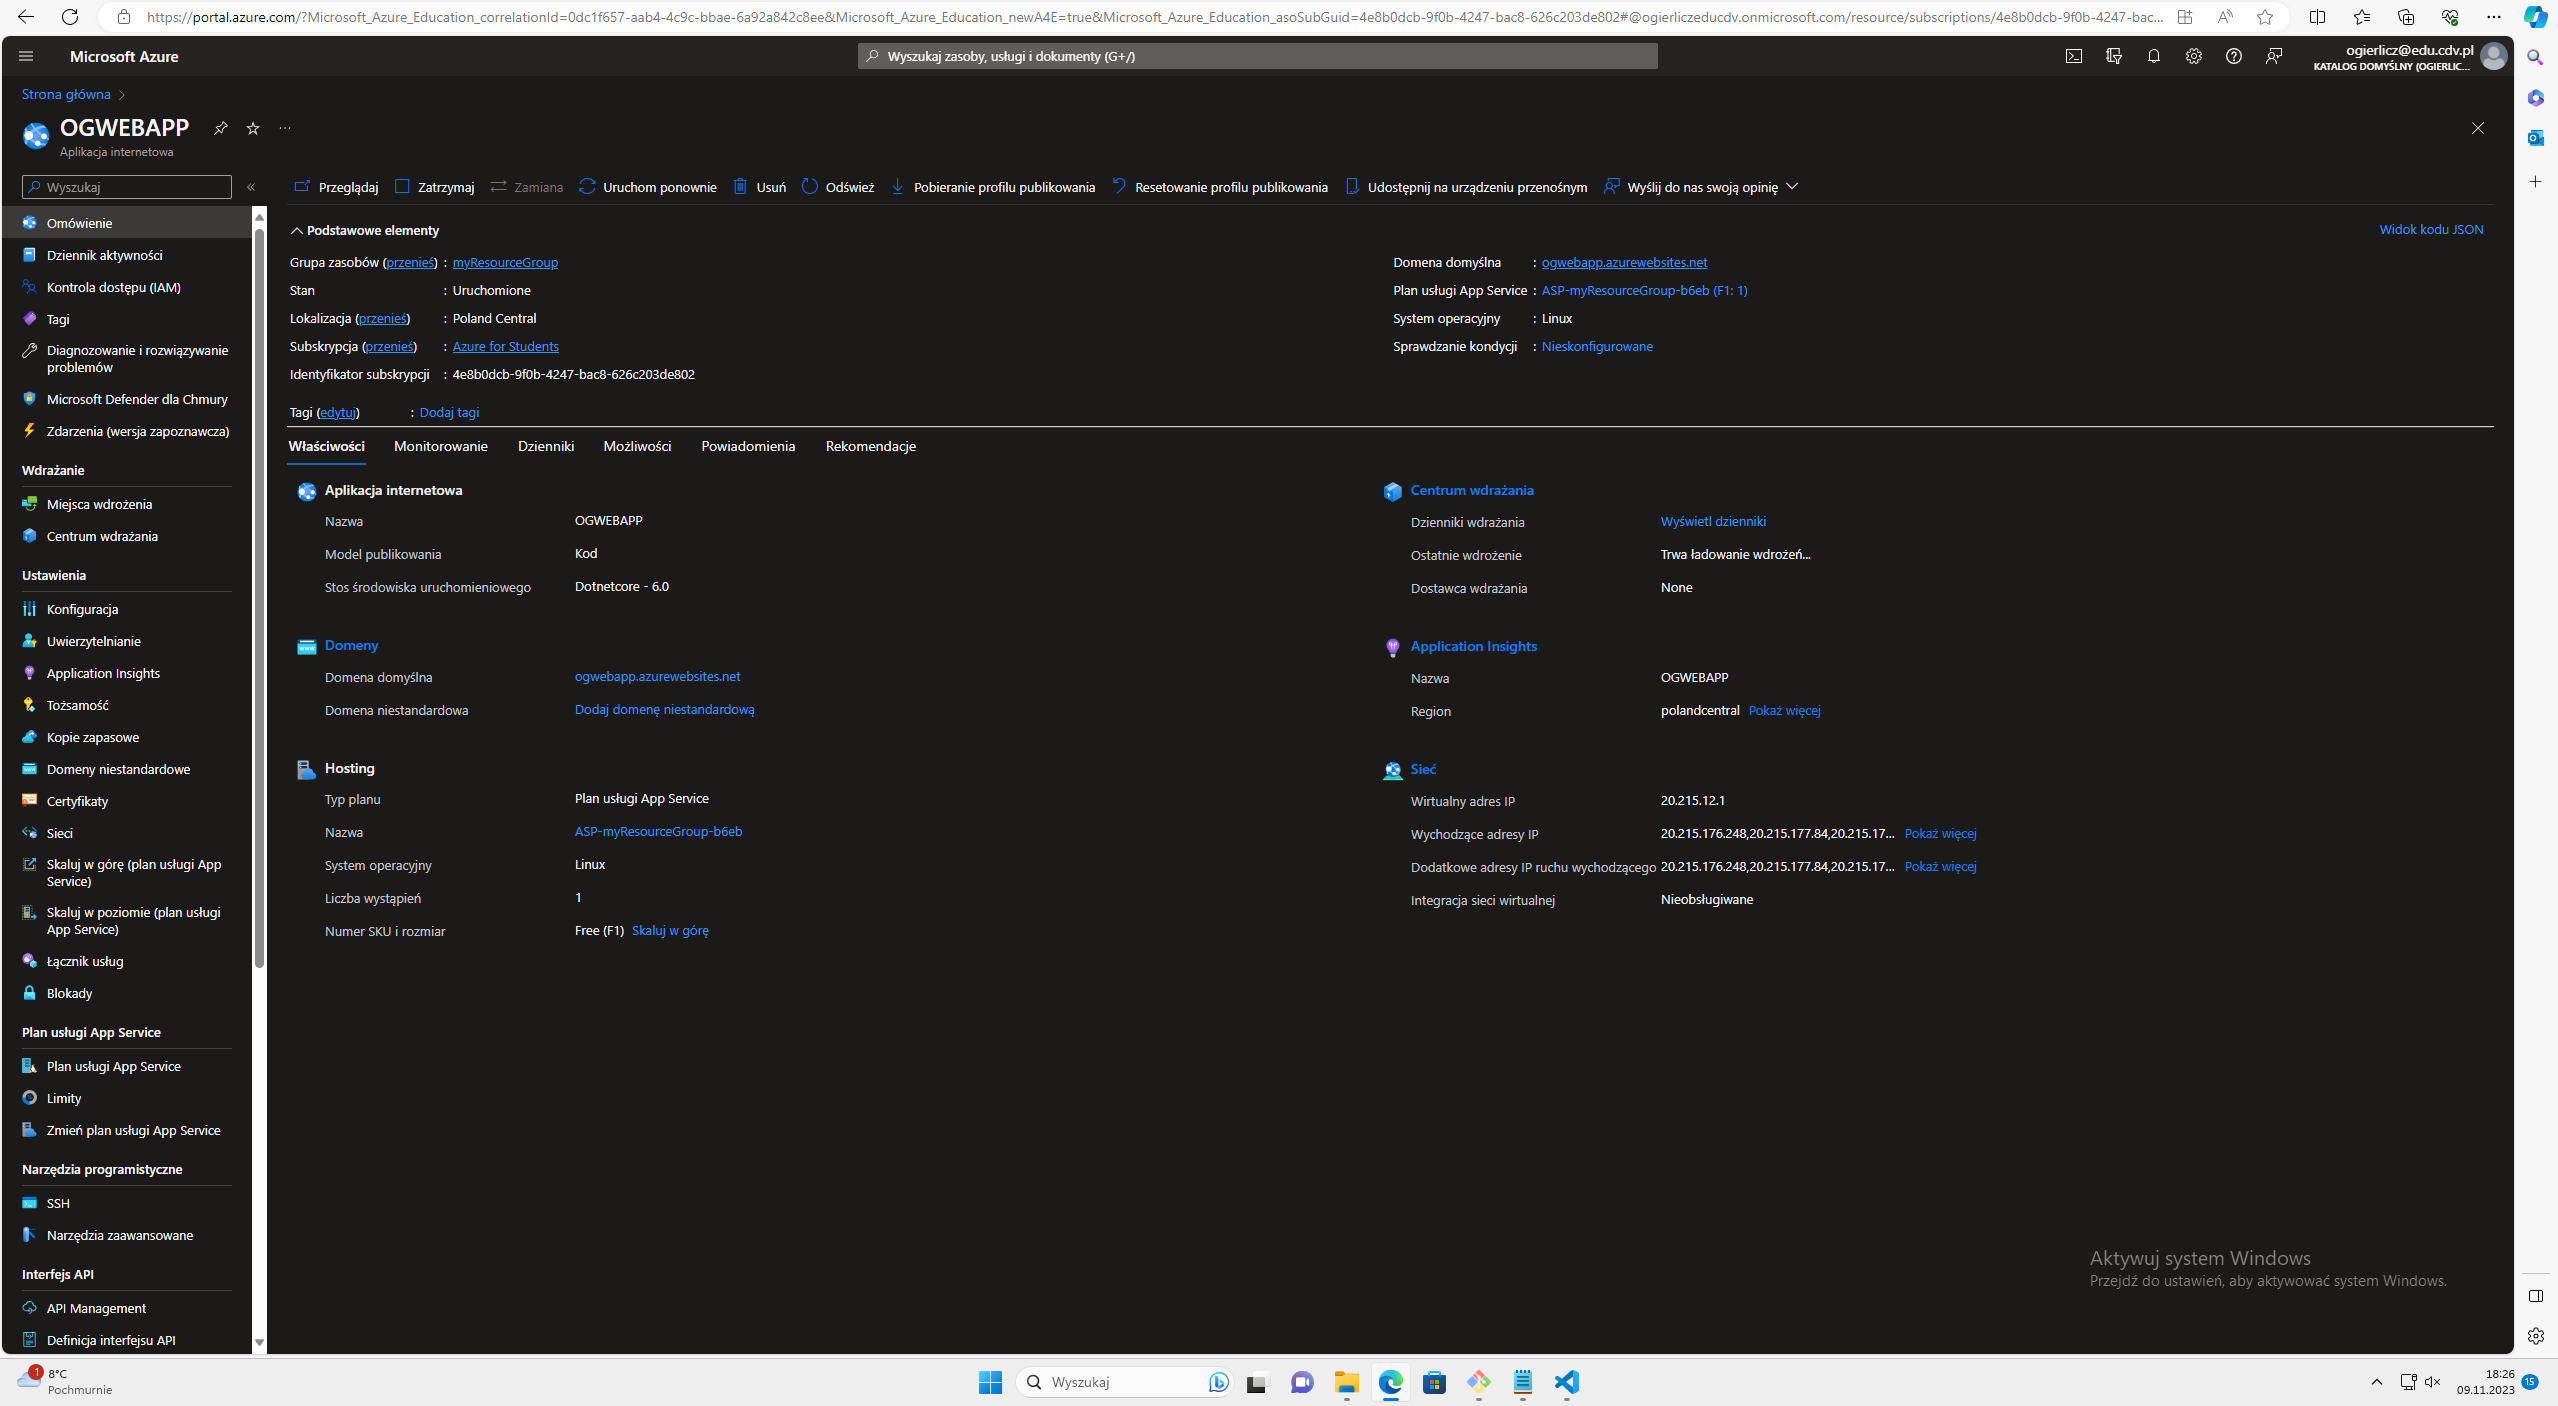 https://portal.azure.com/?Microsoft_Azure_Education_correlationId=0dc1f657-aab4-4c9c-bbae-6a92a842c8ee&Microsoft_Azure_Education_newA4E=true&Microsoft_Azure_Education_asoSubGuid=4e8b0dcb-9f0b-4247-bac8-626c203de802#@ogierliczeducdv.onmicrosoft.com/resource/subscriptions/4e8b0dcb-9f0b-4247-bac...
Microsoft Azure
Wyszukaj zasoby, usługi i dokumenty (G+/)
ogierlicz@edu.cdv.pl
KATALOG DOMYŚLNY (OGIERLIC...
Strona główna
OGWEBAPP
Aplikacja internetowa
Wyszukaj
Przeglądaj
Zatrzymaj
Zamiana
Uruchom ponownie
Usuń
Odśwież
Pobieranie profilu publikowania
Resetowanie profilu publikowania
Udostępnij na urządzeniu przenośnym
Wyślij do nas swoją opinię
Omówienie
Dziennik aktywności
Kontrola dostępu (IAM)
Tagi
Diagnozowanie i rozwiązywanie
problemów
Microsoft Defender dla Chmury
Zdarzenia (wersja zapoznawcza)
Wdrażanie
Miejsca wdrożenia
Centrum wdrażania
Ustawienia
Konfiguracja
Uwierzytelnianie
Application Insights
Tożsamość
Kopie zapasowe
Domeny niestandardowe
Certyfikaty
Sieci
Skaluj w górę (plan usługi App
Service)
Skaluj w poziomie (plan usługi
App Service)
Łącznik usług
Blokady
Plan usługi App Service
Plan usługi App Service
Limity
Zmień plan usługi App Service
Narzędzia programistyczne
SSH
Narzędzia zaawansowane
Interfejs API
API Management
Definicja interfejsu API
Podstawowe elementy
Widok kodu JSON
Grupa zasobów (przenieś) : myResourceGroup
Stan : Uruchomione
Lokalizacja (przenieś) : Poland Central
Subskrypcja (przenieś) : Azure for Students
Identyfikator subskrypcji : 4e8b0dcb-9f0b-4247-bac8-626c203de802
Domena domyślna : ogwebapp.azurewebsites.net
Plan usługi App Service : ASP-myResourceGroup-b6eb (F1: 1)
System operacyjny : Linux
Sprawdzanie kondycji : Nieskonfigurowane
Tagi (edytuj) : Dodaj tagi
Właściwości
Monitorowanie
Dzienniki
Możliwości
Powiadomienia
Rekomendacje
Aplikacja internetowa
Nazwa OGWEBAPP
Model publikowania Kod
Stos środowiska uruchomieniowego Dotnetcore - 6.0
Domeny
Domena domyślna ogwebapp.azurewebsites.net
Domena niestandardowa Dodaj domenę niestandardową
Hosting
Typ planu Plan usługi App Service
Nazwa ASP-myResourceGroup-b6eb
System operacyjny Linux
Liczba wystąpień 1
Numer SKU i rozmiar Free (F1) Skaluj w górę
Centrum wdrażania
Dzienniki wdrażania Wyświetl dzienniki
Ostatnie wdrożenie Trwa ładowanie wdrożeń...
Dostawca wdrażania None
Application Insights
Nazwa OGWEBAPP
Region polandcentral Pokaż więcej
Sieć
Wirtualny adres IP 20.215.12.1
Wychodzące adresy IP 20.215.176.248,20.215.177.84,20.215.17... Pokaż więcej
Dodatkowe adresy IP ruchu wychodzącego 20.215.176.248,20.215.177.84,20.215.17... Pokaż więcej
Integracja sieci wirtualnej Nieobsługiwane
Aktywuj system Windows
Przejdź do ustawień, aby aktywować system Windows.
1
8°C
Pochmurnie
Wyszukaj
18:26
09.11.2023
15